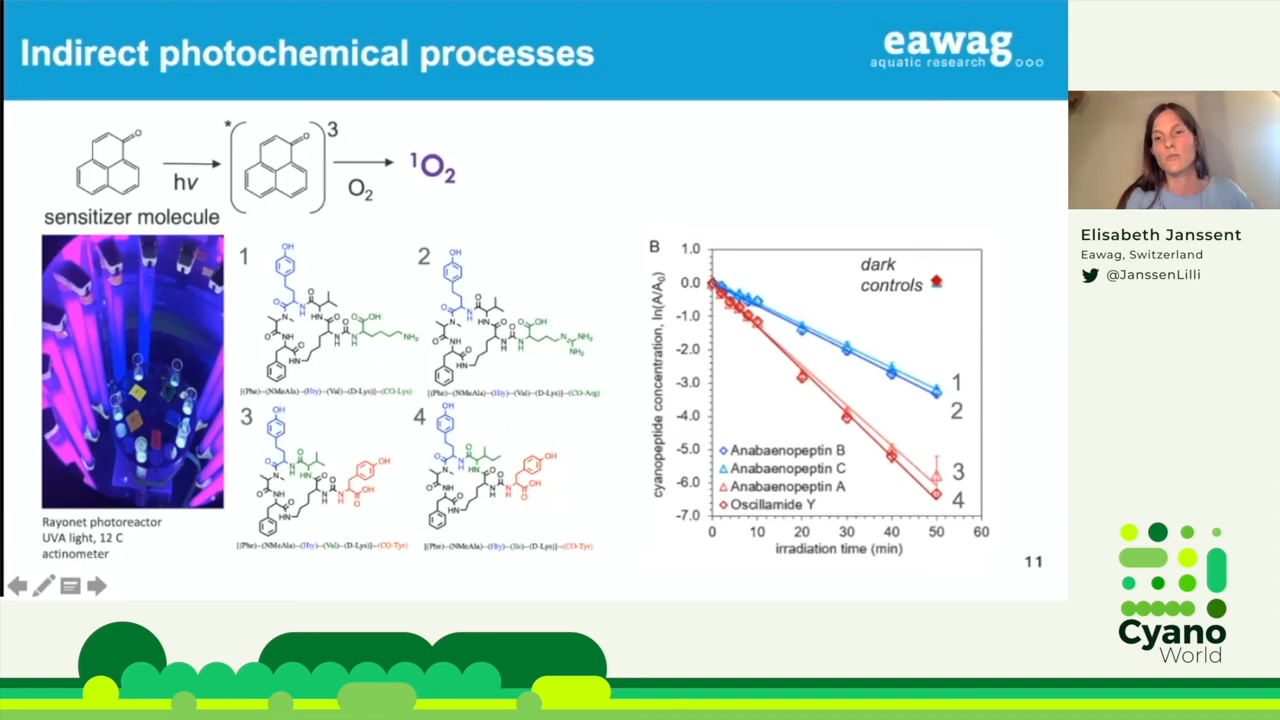 Indirect photochemical processes
eawag
aquatic research
* 3
hν
O₂
¹O₂
sensitizer molecule
1
2
3
4
[(Phe)-(NMeAla)-(Hty)-(Val)-(D-Lys)]-(CO-Lys)
[(Phe)-(NMeAla)-(Hty)-(Val)-(D-Lys)]-(CO-Arg)
[(Phe)-(NMeAla)-(Hty)-(Val)-(D-Lys)]-(CO-Tyr)
[(Phe)-(NMeAla)-(Hty)-(Ile)-(D-Lys)]-(CO-Tyr)
Rayonet photoreactor
UVA light, 12 C
actinometer
B
cyanopeptide concentration, ln(A/A₀)
1.0
0.0
-1.0
-2.0
-3.0
-4.0
-5.0
-6.0
-7.0
dark
controls
1
2
3
4
Anabaenopeptin B
Anabaenopeptin C
Anabaenopeptin A
Oscillamide Y
0 10 20 30 40 50 60
irradiation time (min)
11
Elisabeth Janssent
Eawag, Switzerland
@JanssenLilli
Cyano
World